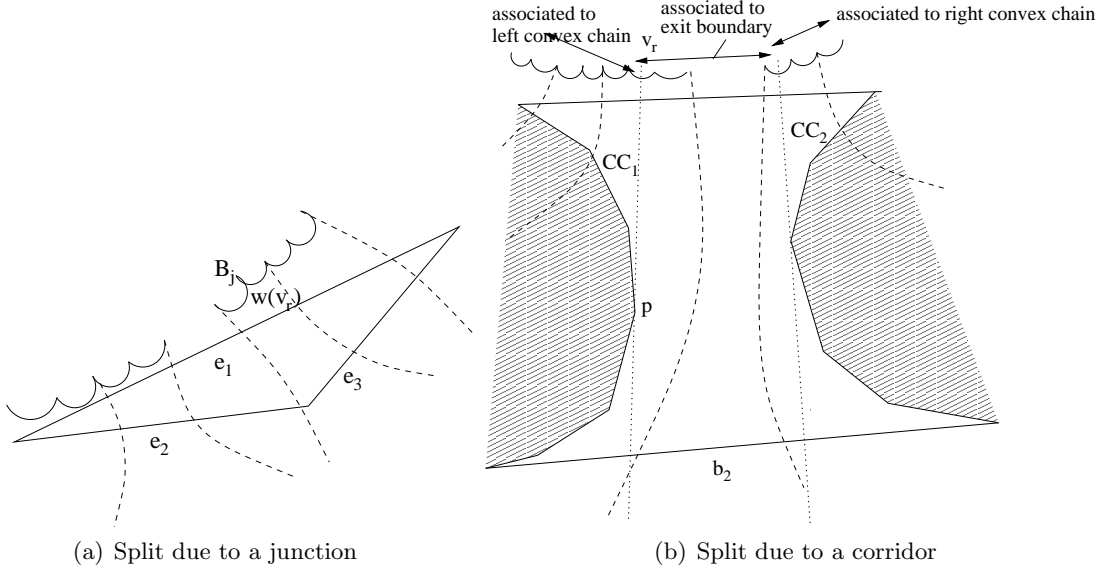 associated to
left convex chain
v_r
associated to
exit boundary
associated to right convex chain
CC_1
CC_2
p
b_2
B_j
w(v_r)
e_1
e_2
e_3
(a) Split due to a junction
(b) Split due to a corridor